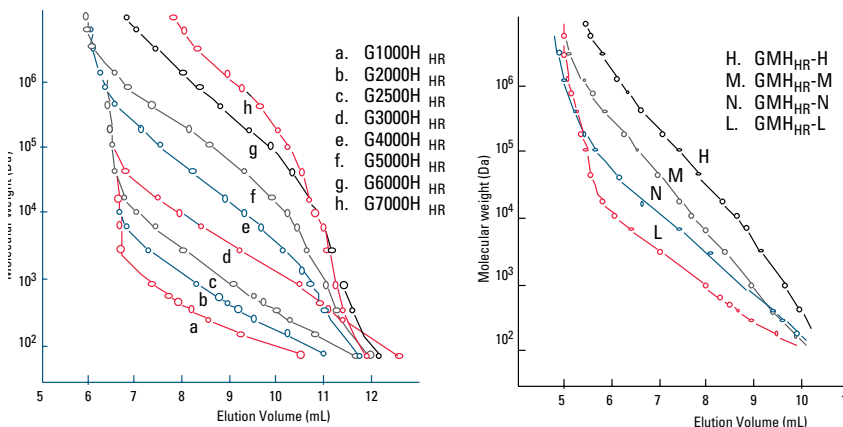 a. G1000H HR
b. G2000H HR
c. G2500H HR
d. G3000H HR
e. G4000H HR
f. G5000H HR
g. G6000H HR
h. G7000H HR
10⁶
10⁵
10⁴
10³
10²
h
g
f
e
d
c
b
a
5 6 7 8 9 10 11 12
Elution Volume (mL)
weight (Da)
H. GMHHR-H
M. GMHHR-M
N. GMHHR-N
L. GMHHR-L
Molecular weight (Da)
10⁶
10⁵
10⁴
10³
10²
H
M
N
L
5 6 7 8 9 10
Elution Volume (mL)